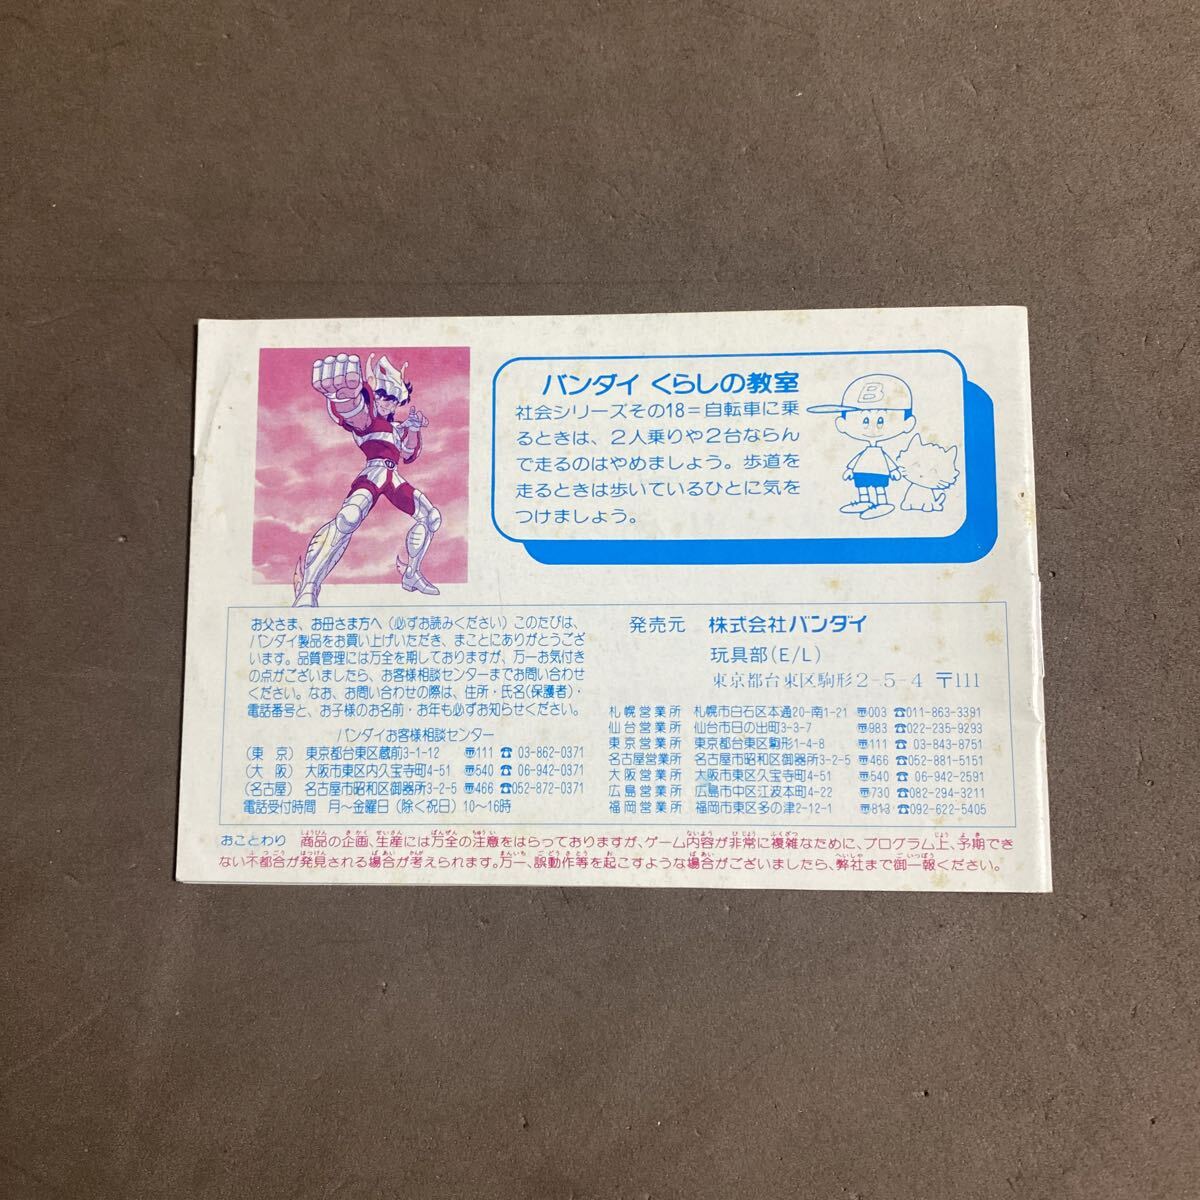 バンダイ くらしの教室
社会シリーズその18＝自転車に乗
るときは、2人乗りや2台ならん
で走るのはやめましょう。歩道を
走るときは歩いているひとに気を
つけましょう。
B
お父さま、お母さま方へ（必ずお読みください）このたびは、
バンダイ製品をお買い上げいただき、まことにありがとうござ
います。品質管理には万全を期しておりますが、万一お気付き
の点がございましたら、お客様相談センターまでお問い合わせ
ください。なお、お問い合わせの際は、住所・氏名(保護者)・
電話番号と、お子様のお名前・お年も必ずお知らせください。
バンダイお客様相談センター
(東 京) 東京都台東区蔵前3-1-12 〠111 ☎ 03-862-0371
(大 阪) 大阪市東区内久宝寺町4-51 〠540 ☎ 06-942-0371
(名古屋) 名古屋市昭和区御器所3-2-5 〠466 ☎052-872-0371
電話受付時間 月～金曜日（除く祝日）10～16時
発売元 株式会社バンダイ
玩具部(E/L)
東京都台東区駒形2-5-4 〒111
札幌営業所 札幌市白石区本通20-南1-21 〠003 ☎011-863-3391
仙台営業所 仙台市日の出町3-3-7 〠983 ☎022-235-9293
東京営業所 東京都台東区駒形1-4-8 〠111 ☎ 03-843-8751
名古屋営業所 名古屋市昭和区御器所3-2-5 〠466 ☎052-881-5151
大阪営業所 大阪市東区久宝寺町4-51 〠540 ☎ 06-942-2591
広島営業所 広島市中区江波本町4-22 〠730 ☎082-294-3211
福岡営業所 福岡市東区多の津2-12-1 〠813 ☎092-622-5405
おことわり 商品の企画、生産には万全の注意をはらっておりますが、ゲーム内容が非常に複雑なために、プログラム上、予期でき
ない不都合が発見される場合が考えられます。万一、誤動作等を起こすような場合がございましたら、弊社まで御一報ください。